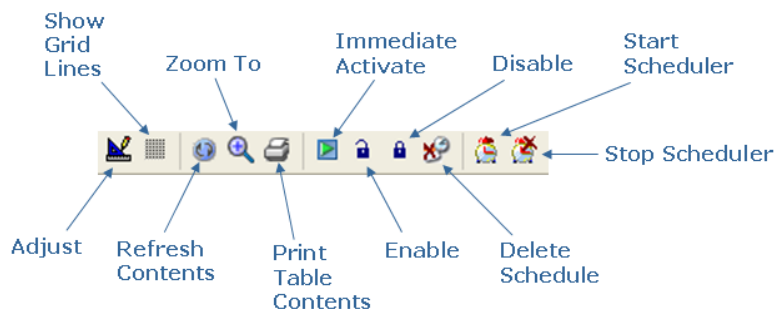 Show
Grid
Lines
Zoom To
Immediate
Activate
Disable
Start
Scheduler
Stop Scheduler
Adjust
Refresh
Contents
Print
Table
Contents
Enable
Delete
Schedule